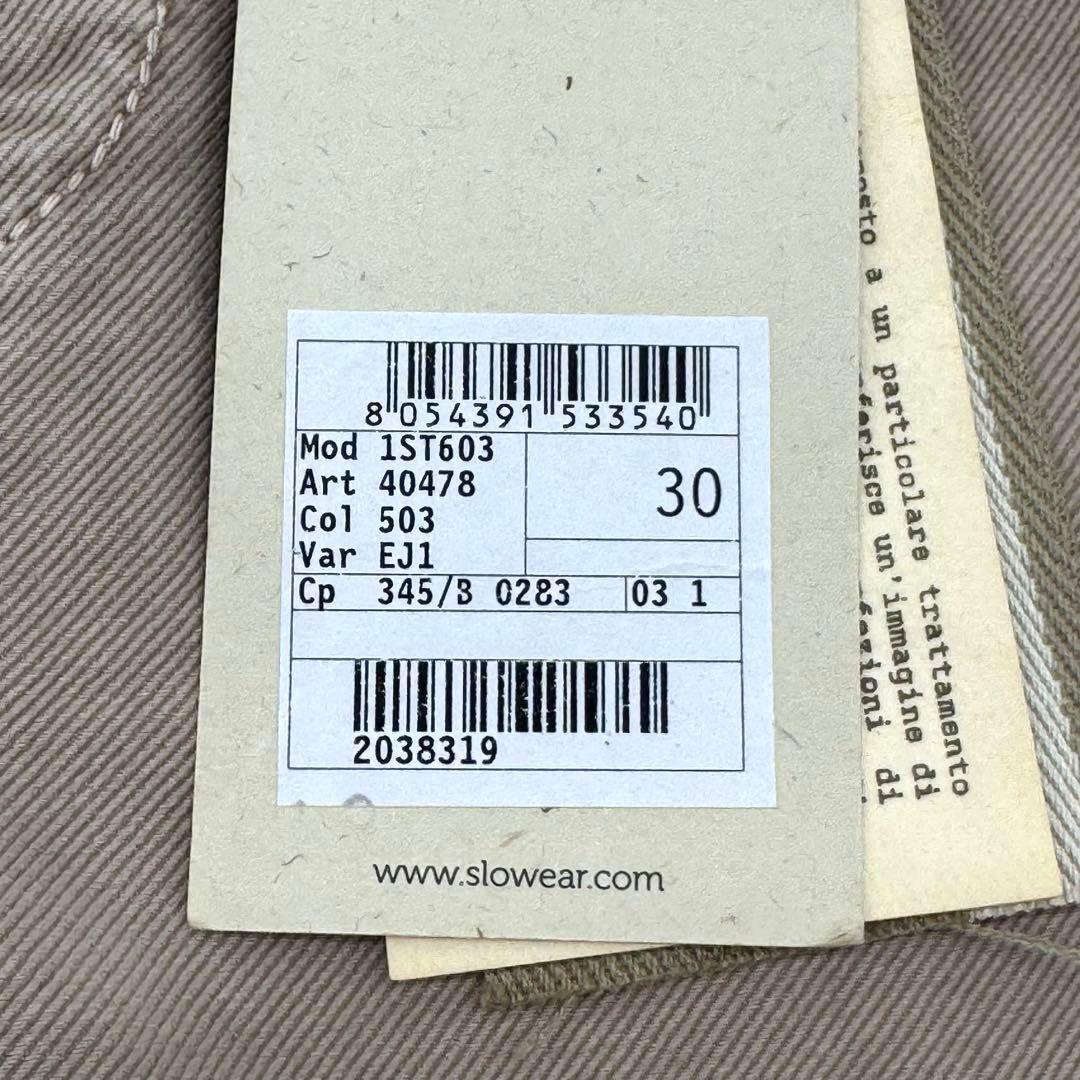 8 054391 533540
Mod 1ST603
Art 40478
Col 503
Var EJ1
30
Cp 345/B 0283
03 1
2038319
www.slowear.com
a un particolare trattamento
un'immagine di
di